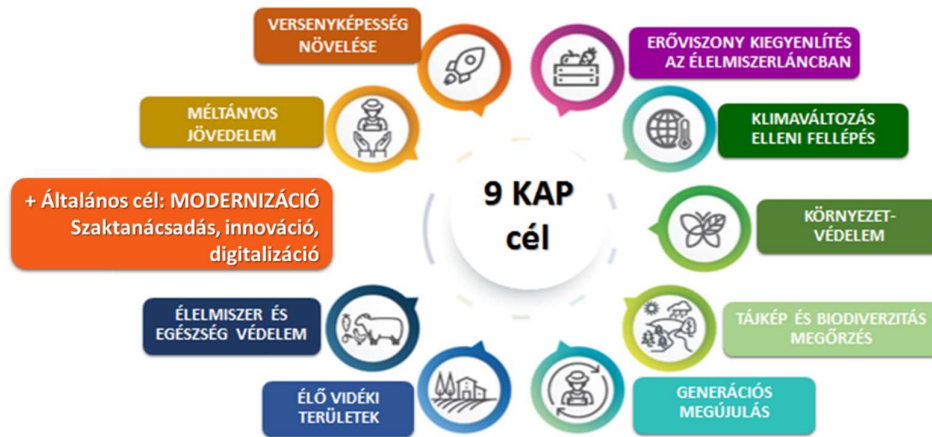 VERSENYKÉPESSÉG
NÖVELÉSE
ERŐVISZONY KIEGYENLÍTÉS
AZ ÉLELMISZERLÁNCBAN
MÉLTÁNYOS
JÖVEDELEM
KLIMAVÁLTOZÁS
ELLENI FELLÉPÉS
+ Általános cél: MODERNIZÁCIÓ
Szaktanácsadás, innováció,
digitalizáció
9 KAP
cél
KÖRNYEZET-
VÉDELEM
ÉLELMISZER ÉS
EGÉSZSÉG VÉDELEM
TÁJKÉP ÉS BIODIVERZITÁS
MEGŐRZÉS
ÉLŐ VIDÉKI
TERÜLETEK
GENERÁCIÓS
MEGÚJULÁS